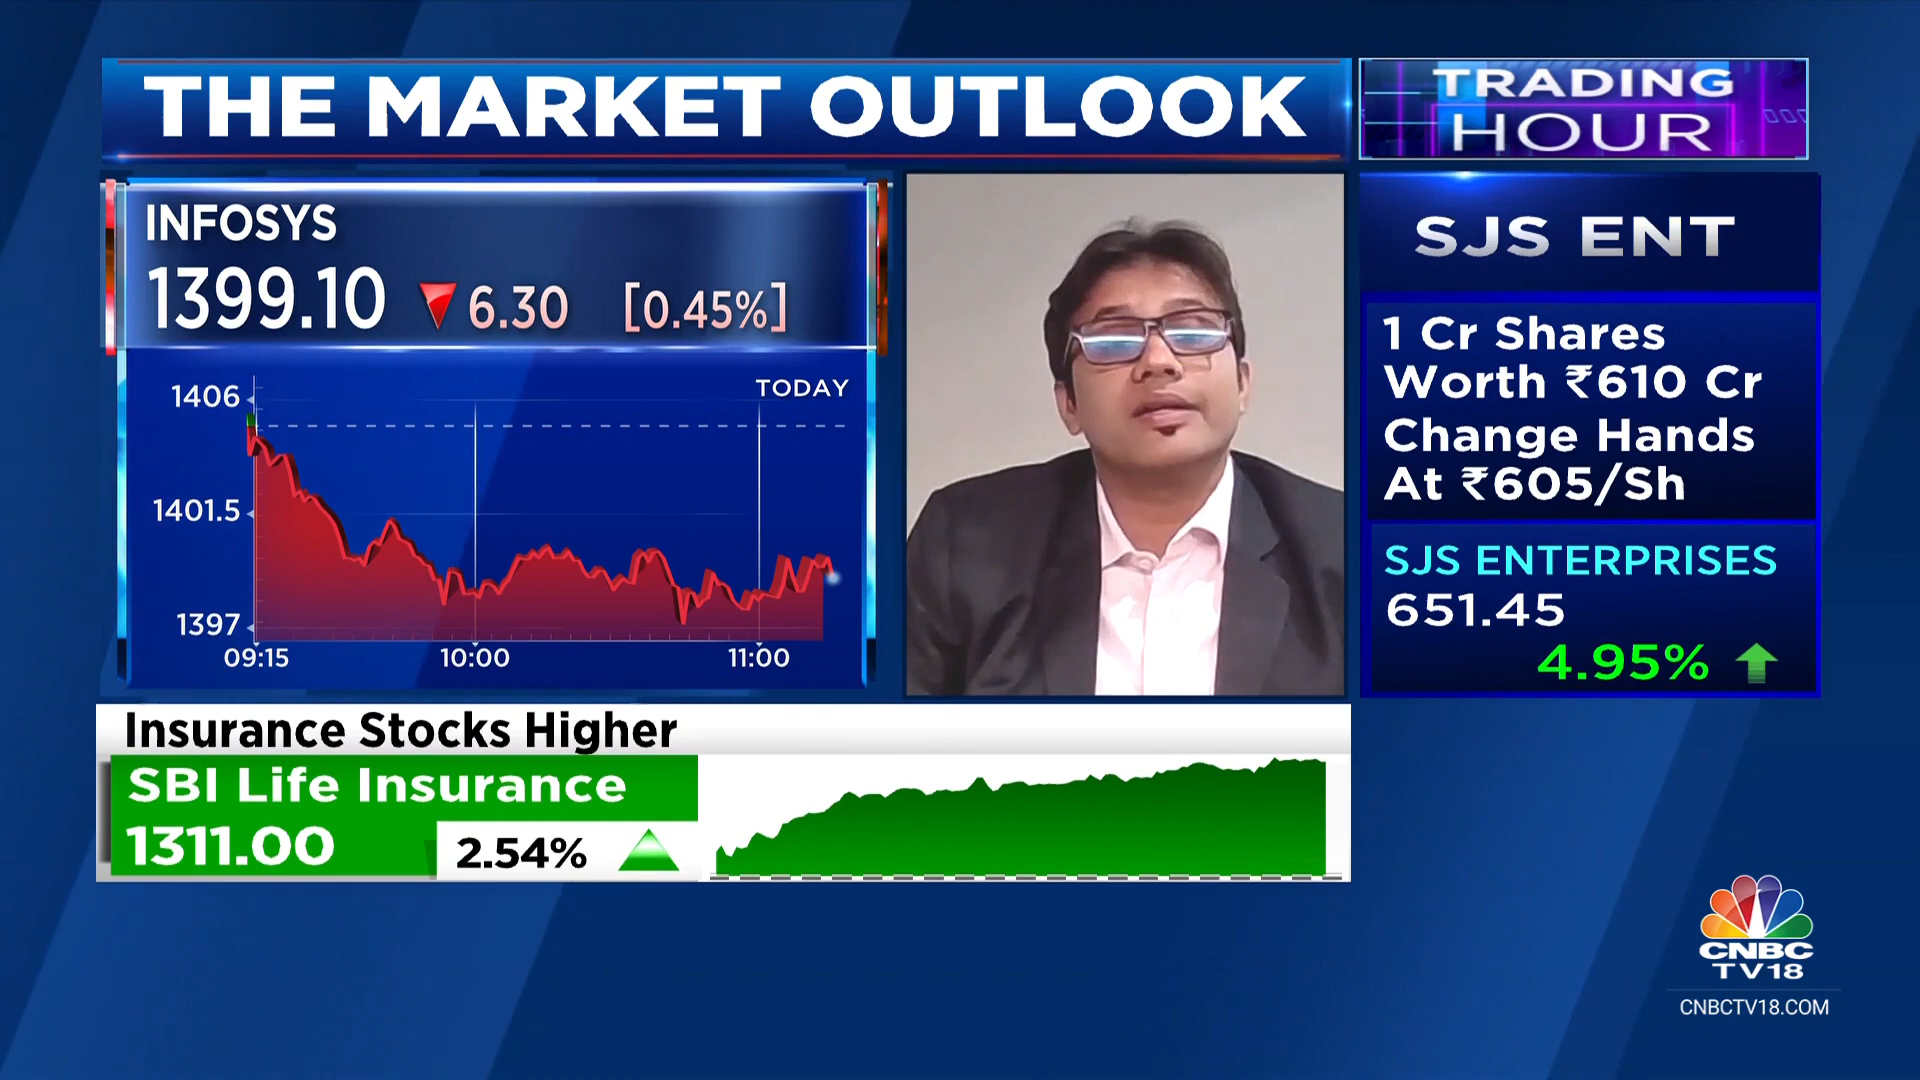 THE MARKET OUTLOOK
TRADING
HOUR
INFOSYS
1399.10 ▼ 6.30 [0.45%]
TODAY
1406
1401.5
1397
09:15 10:00 11:00
SJS ENT
1 Cr Shares
Worth ₹610 Cr
Change Hands
At ₹605/Sh
SJS ENTERPRISES
651.45
4.95%
Insurance Stocks Higher
SBI Life Insurance
1311.00
2.54%
CNBC
TV18
CNBCTV18.COM